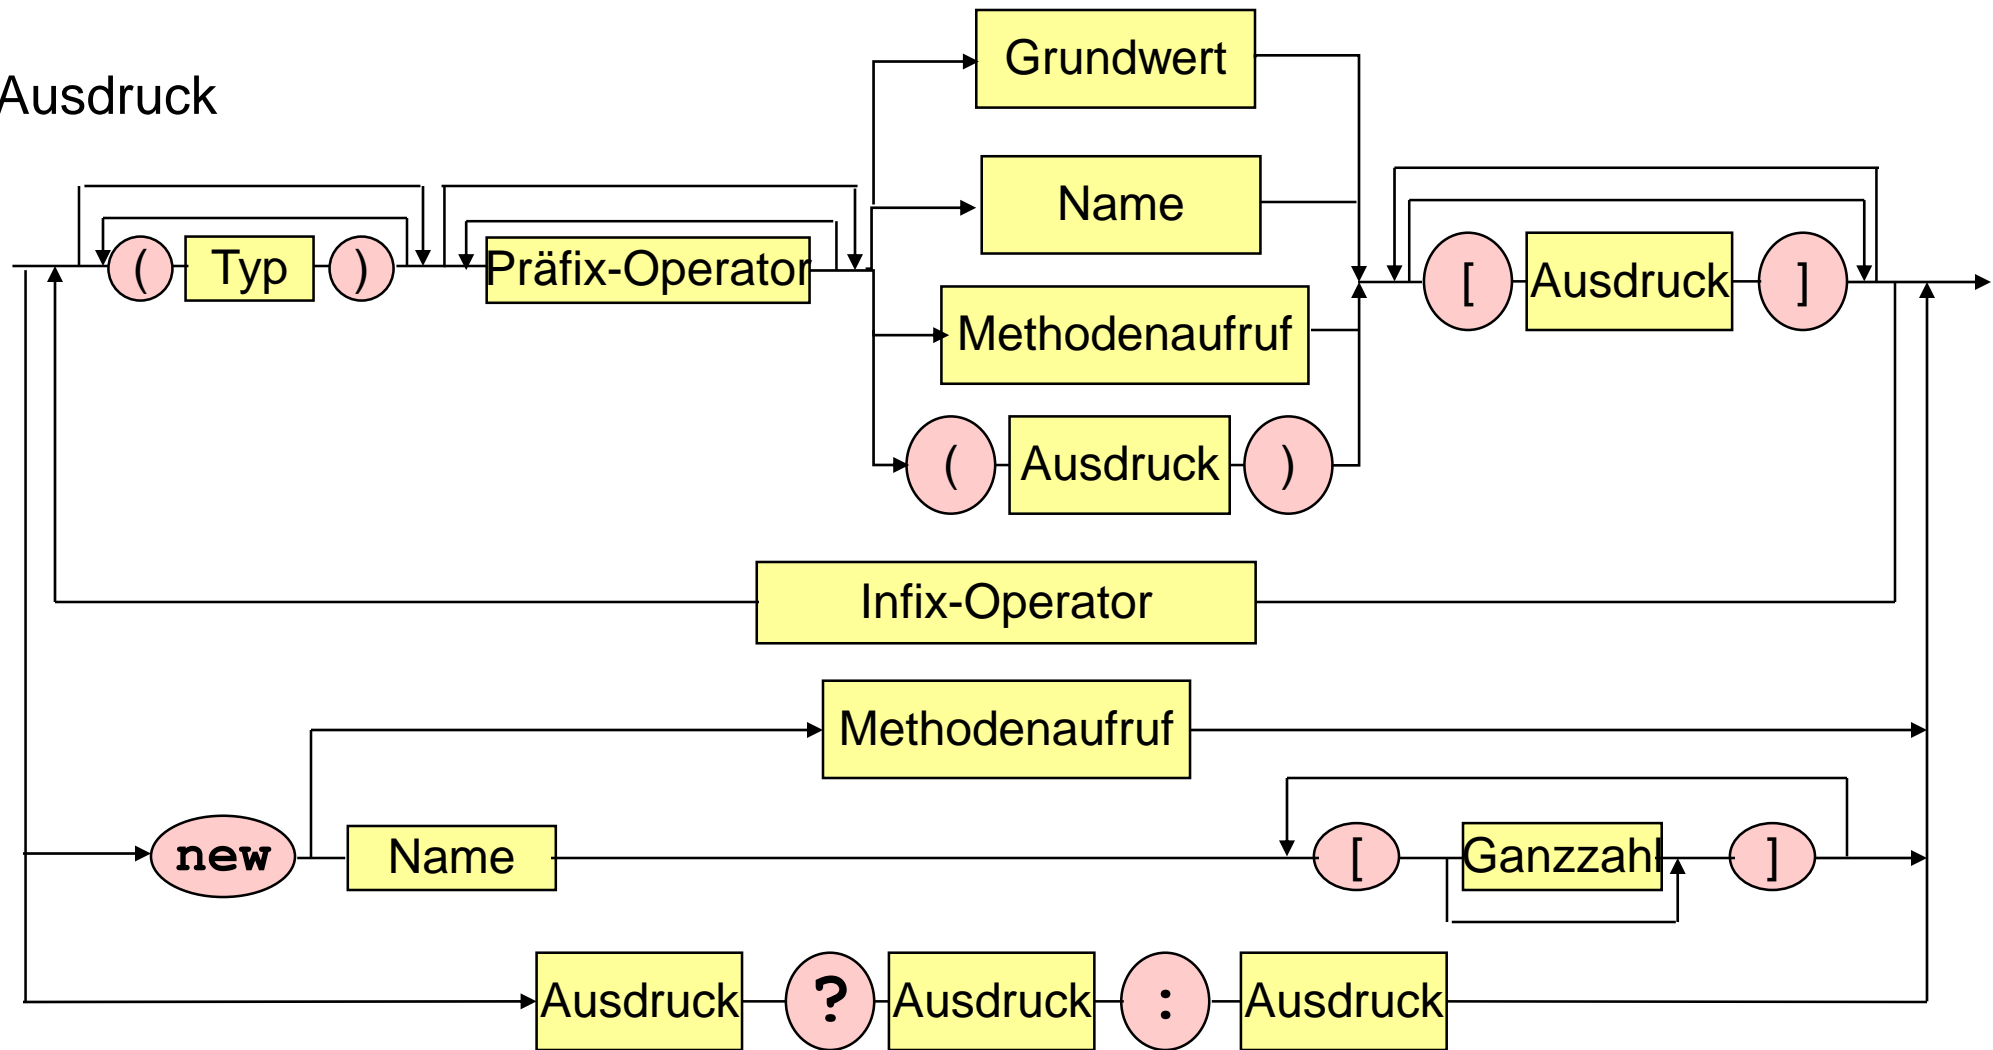 Grundwert
Ausdruck
Name
( Typ ) Präfix-Operator [ Ausdruck ]
Methodenaufruf
( Ausdruck )
Infix-Operator
Methodenaufruf
new Name [ Ganzzahl ]
Ausdruck ? Ausdruck : Ausdruck